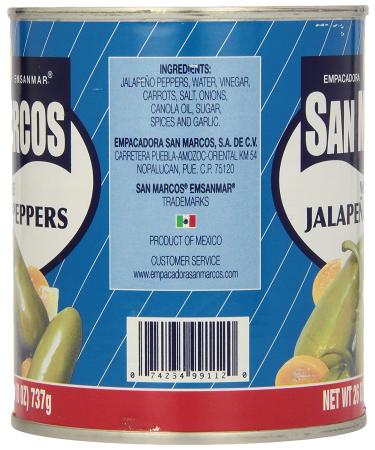 EMSANMAR®
RCOS
PEPPERS
OZ) 737g
INGREDIENTS:
JALAPEÑO PEPPERS, WATER, VINEGAR,
CARROTS, SALT, ONIONS,
CANOLA OIL, SUGAR,
SPICES AND GARLIC.
EMPACADORA SAN MARCOS, S.A. DE C.V.
CARRETERA PUEBLA-AMOZOC-ORIENTAL KM 54
NOPALUCAN, PUE. C.P. 75120
SAN MARCOS® EMSANMAR®
TRADEMARKS
PRODUCT OF MEXICO
CUSTOMER SERVICE
www.empacadorasanmarcos.com
0 74234 99112 0
EMPACADORA
SAN M
JALAPEÑ
NET WT 26